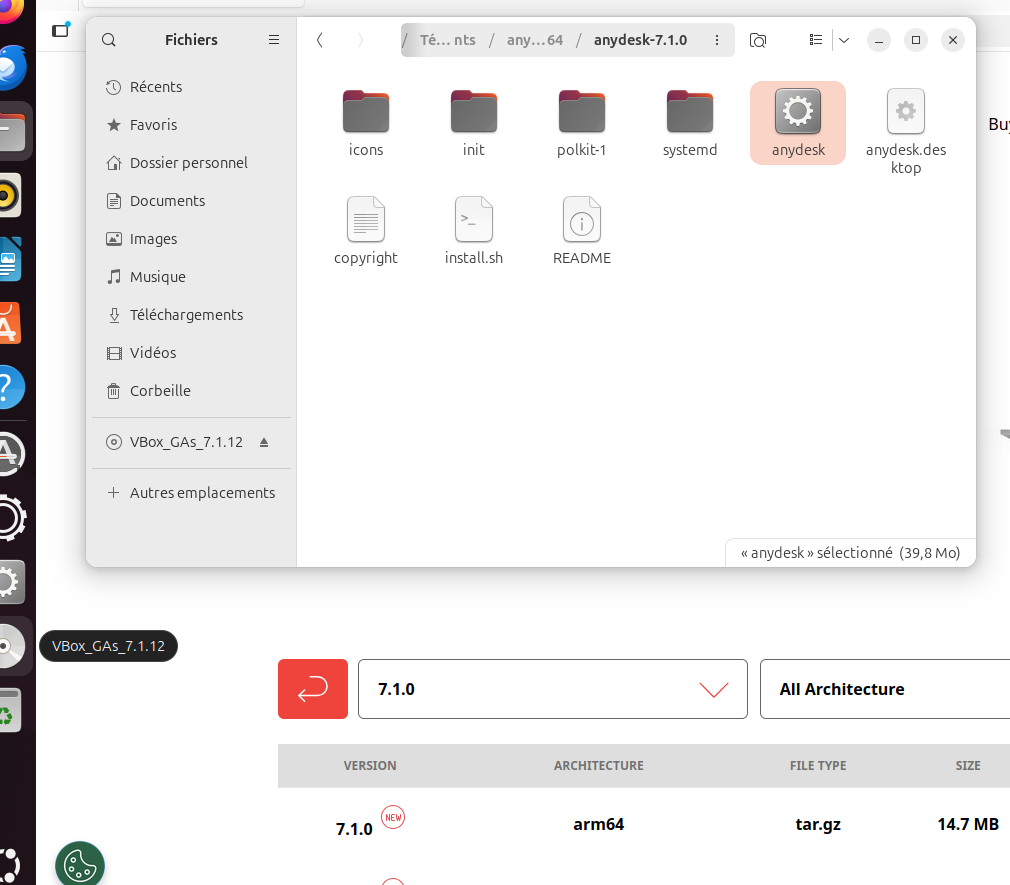 Fichiers
/ Té… nts / any…64 / anydesk-7.1.0
Récents
Favoris
Dossier personnel
Documents
Images
Musique
Téléchargements
Vidéos
Corbeille
VBox_GAs_7.1.12
Autres emplacements
icons
init
polkit-1
systemd
anydesk
anydesk.des
ktop
copyright
install.sh
README
« anydesk » sélectionné (39,8 Mo)
VBox_GAs_7.1.12
7.1.0
All Architecture
VERSION
ARCHITECTURE
FILE TYPE
SIZE
7.1.0
NEW
arm64
tar.gz
14.7 MB